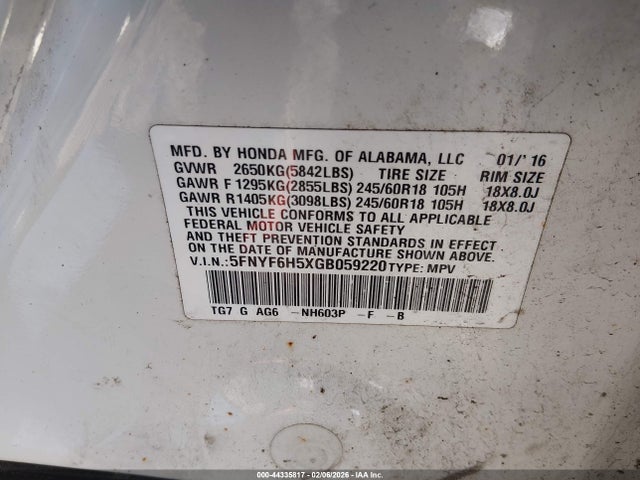 MFD. BY HONDA MFG. OF ALABAMA, LLC 01/'16
GVWR 2650KG(5842LBS) TIRE SIZE RIM SIZE
GAWR F 1295KG(2855LBS) 245/60R18 105H 18X8.0J
GAWR R1405KG(3098LBS) 245/60R18 105H 18X8.0J
THIS VEHICLE CONFORMS TO ALL APPLICABLE
FEDERAL MOTOR VEHICLE SAFETY
AND THEFT PREVENTION STANDARDS IN EFFECT
ON THE DATE OF MANUFACTURE SHOWN ABOVE.
V.I.N.:5FNYF6H5XGB059220 TYPE: MPV
TG7 G AG6 -NH603P -F -B
000-44335817 - 02/06/2026 - IAA Inc.